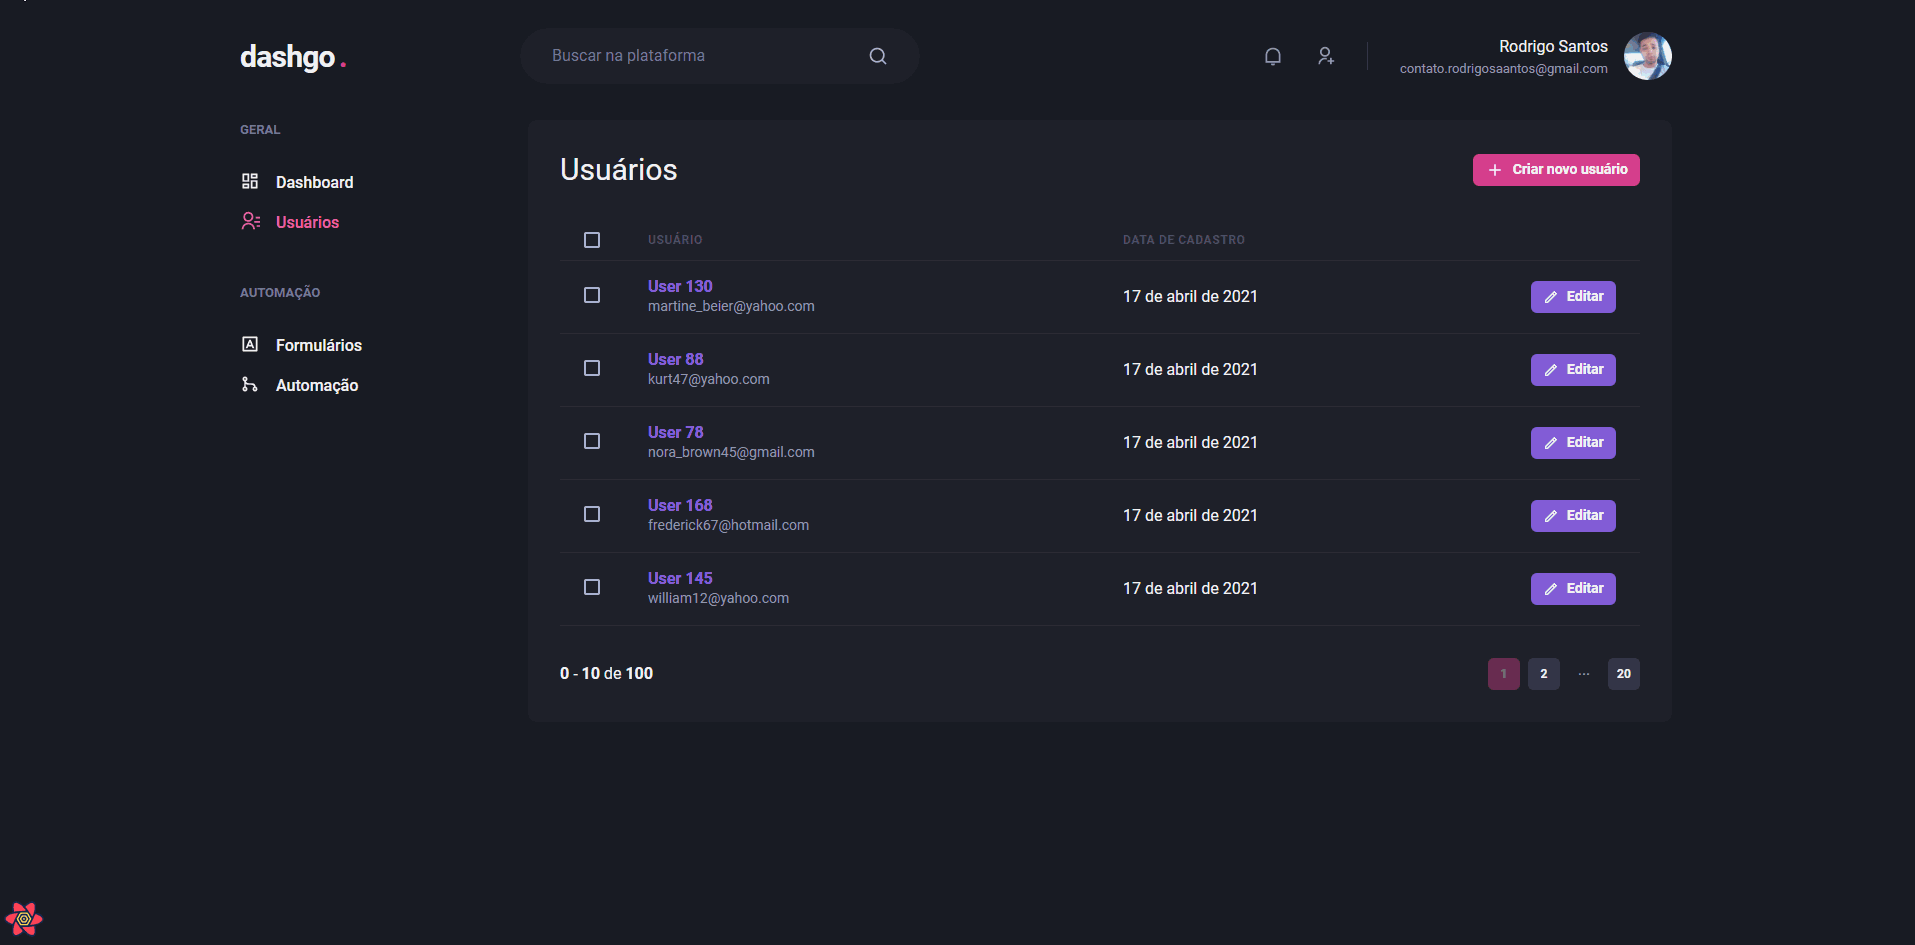 dashgo.
Buscar na plataforma
Rodrigo Santos
contato.rodrigosaantos@gmail.com
GERAL
Dashboard
Usuários
AUTOMAÇÃO
Formulários
Automação
Usuários
Criar novo usuário
USUÁRIO DATA DE CADASTRO
User 130
martine_beier@yahoo.com
17 de abril de 2021
Editar
User 88
kurt47@yahoo.com
17 de abril de 2021
Editar
User 78
nora_brown45@gmail.com
17 de abril de 2021
Editar
User 168
frederick67@hotmail.com
17 de abril de 2021
Editar
User 145
william12@yahoo.com
17 de abril de 2021
Editar
0 - 10 de 100
1 2 ... 20